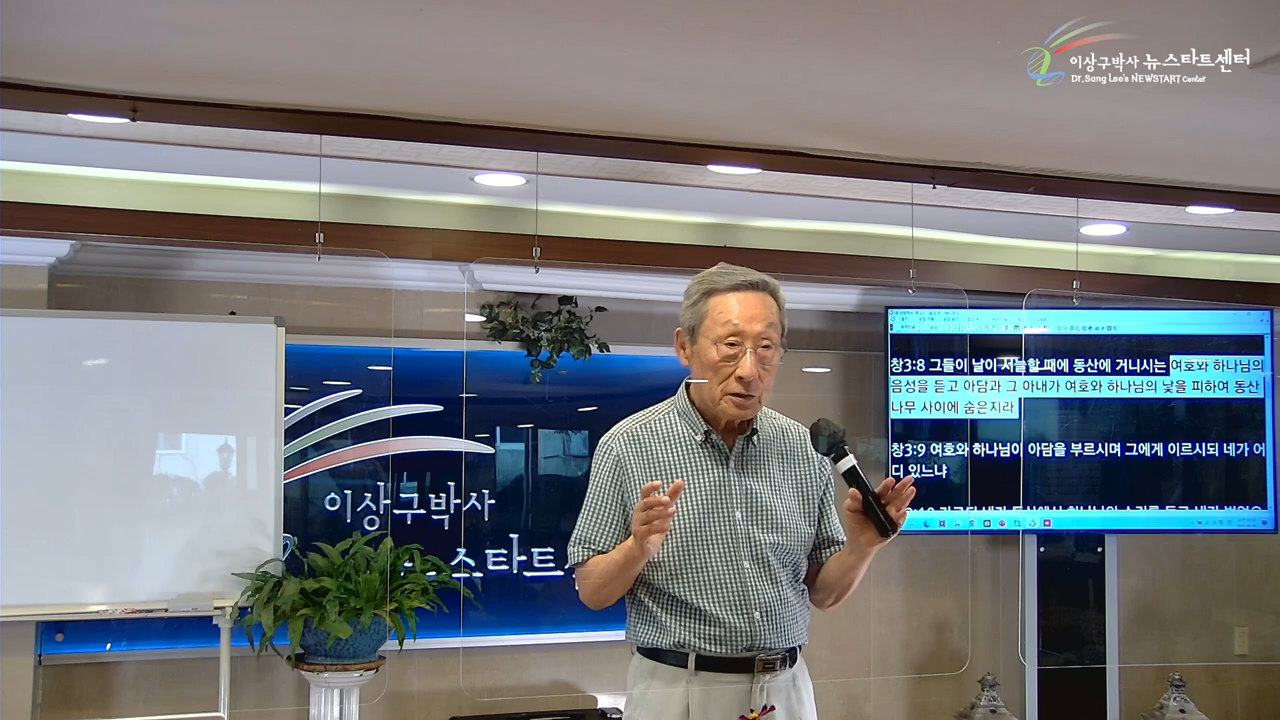 이상구박사 뉴스타트센터
Dr. Sang Lee's NEWSTART Center
창3:8 그들이 날이 서늘할 때에 동산에 거니시는 여호와 하나님의
음성을 듣고 아담과 그 아내가 여호와 하나님의 낯을 피하여 동산
나무 사이에 숨은지라
창3:9 여호와 하나님이 아담을 부르시며 그에게 이르시되 네가 어
디 있느냐
이상구박사
스타트